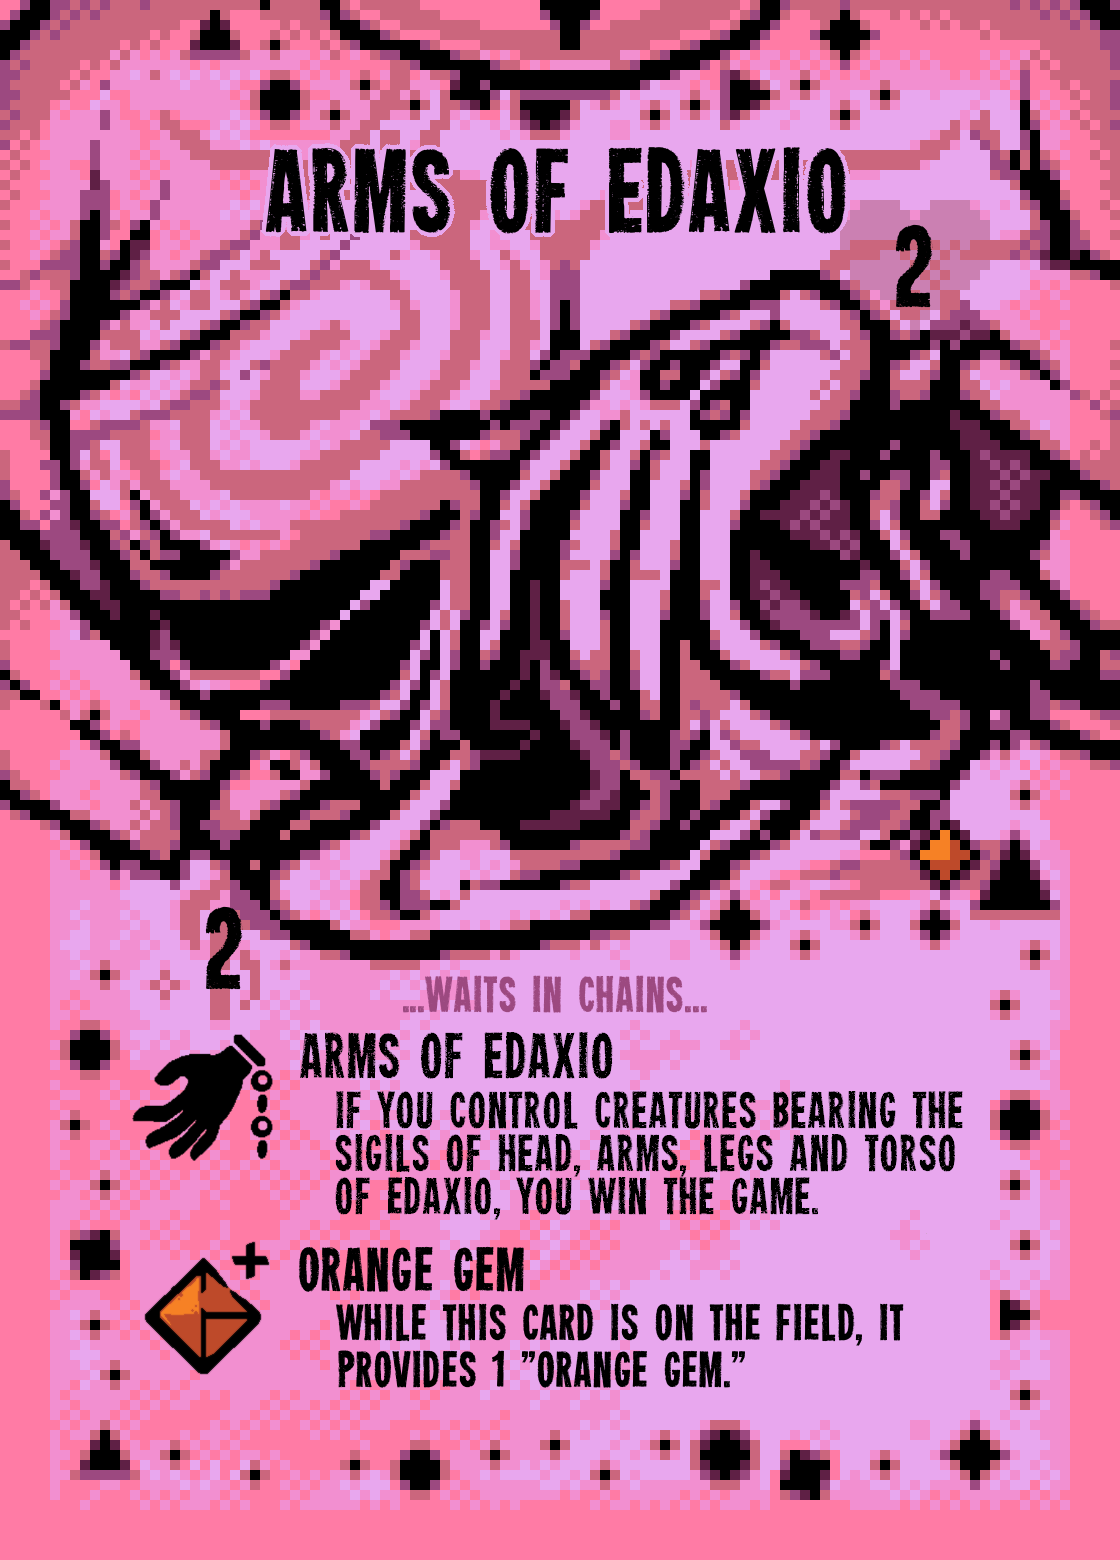 ARMS OF EDAXIO
2
2
...WAITS IN CHAINS...
ARMS OF EDAXIO
IF YOU CONTROL CREATURES BEARING THE
SIGILS OF HEAD, ARMS, LEGS AND TORSO
OF EDAXIO, YOU WIN THE GAME.
ORANGE GEM
WHILE THIS CARD IS ON THE FIELD, IT
PROVIDES 1 "ORANGE GEM."